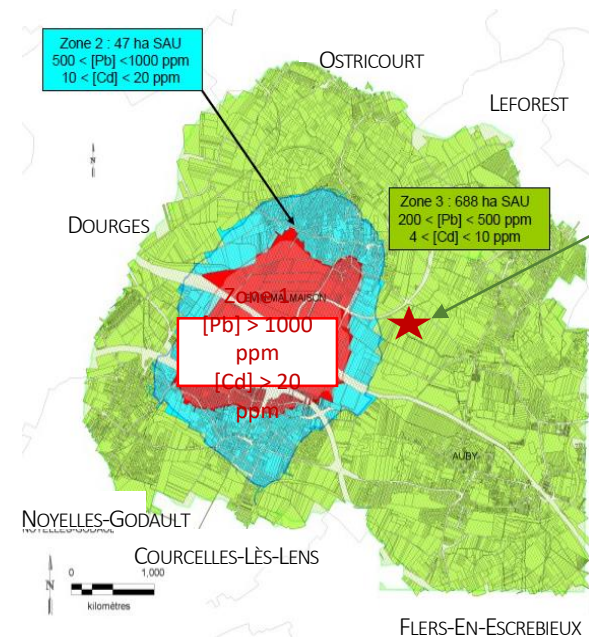 Zone 2 : 47 ha SAU
500 < [Pb] <1000 ppm
10 < [Cd] < 20 ppm
OSTRICOURT
LEFOREST
Zone 3 : 688 ha SAU
200 < [Pb] < 500 ppm
4 < [Cd] < 10 ppm
DOURGES
N
Zone 1
[Pb] > 1000
ppm
[Cd] > 20
ppm
AUBY
NOYELLES-GODAULT
COURCELLES-LÈS-LENS
N
0 1,000
kilomètres
FLERS-EN-ESCREBIEUX